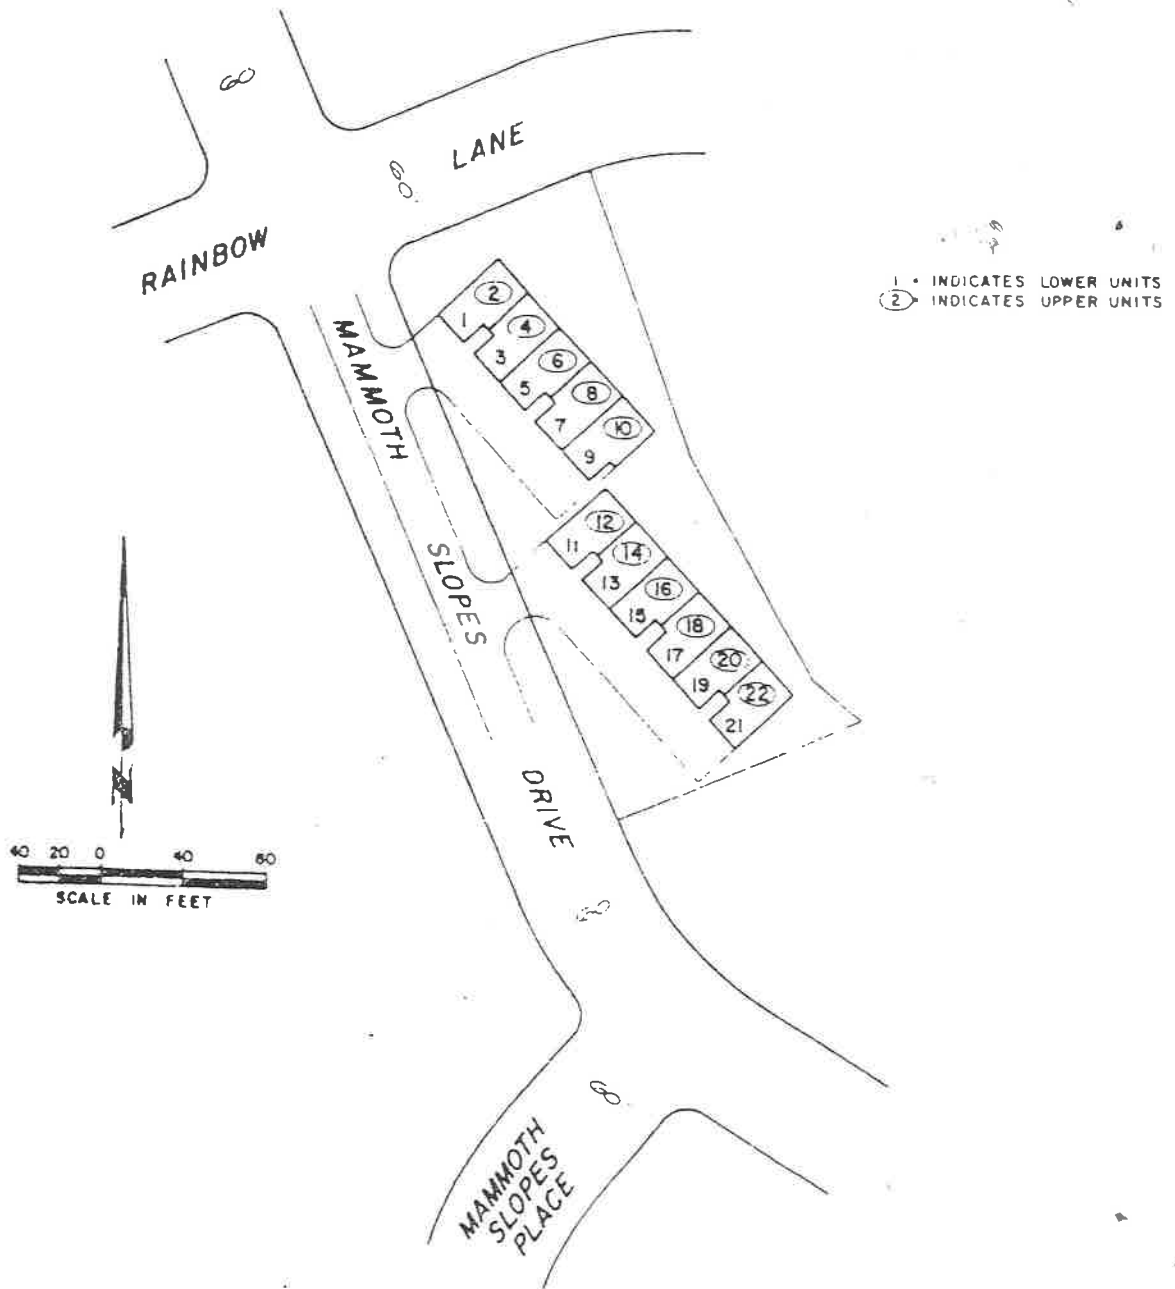 60
LANE
60
RAINBOW
1 • INDICATES LOWER UNITS
2 • INDICATES UPPER UNITS
2
1
4
3
6
5
8
7
10
9
MAMMOTH
SLOPES
DRIVE
12
11
14
13
16
15
18
17
20
19
22
21
40 20 0 40 80
SCALE IN FEET
60
MAMMOTH
SLOPES
PLACE